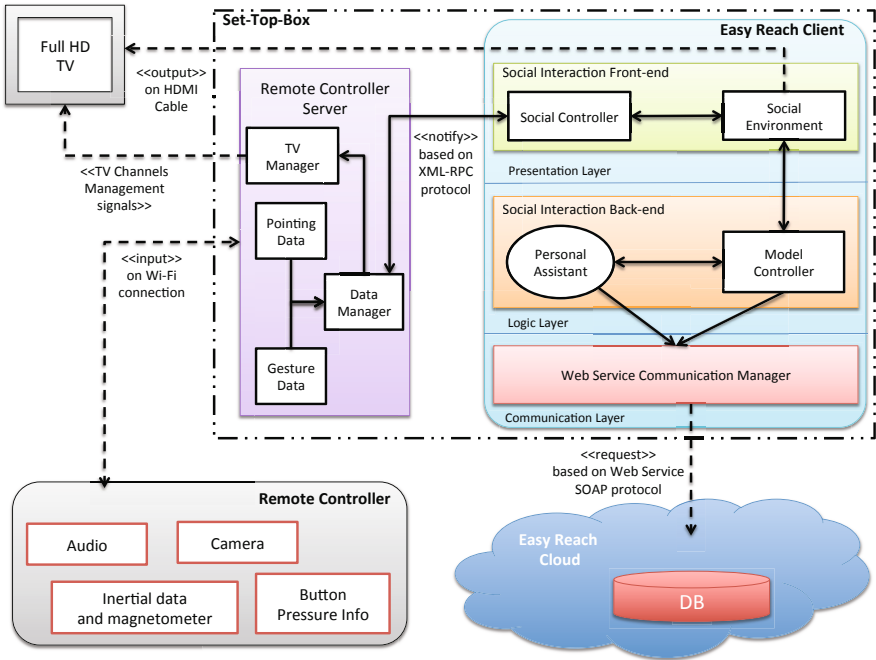 Set-Top-Box
Full HD
TV
<<output>>
on HDMI
Cable
<<TV Channels
Management
signals>>
<<input>>
on Wi-Fi
connection
Remote Controller
Server
TV
Manager
Pointing
Data
Data
Manager
Gesture
Data
<<notify>>
based on
XML-RPC
protocol
Easy Reach Client
Social Interaction Front-end
Social Controller
Social
Environment
Presentation Layer
Social Interaction Back-end
Personal
Assistant
Model
Controller
Logic Layer
Web Service Communication Manager
Communication Layer
<<request>>
based on Web Service
SOAP protocol
Remote Controller
Audio
Camera
Inertial data
and magnetometer
Button
Pressure Info
Easy Reach
Cloud
DB